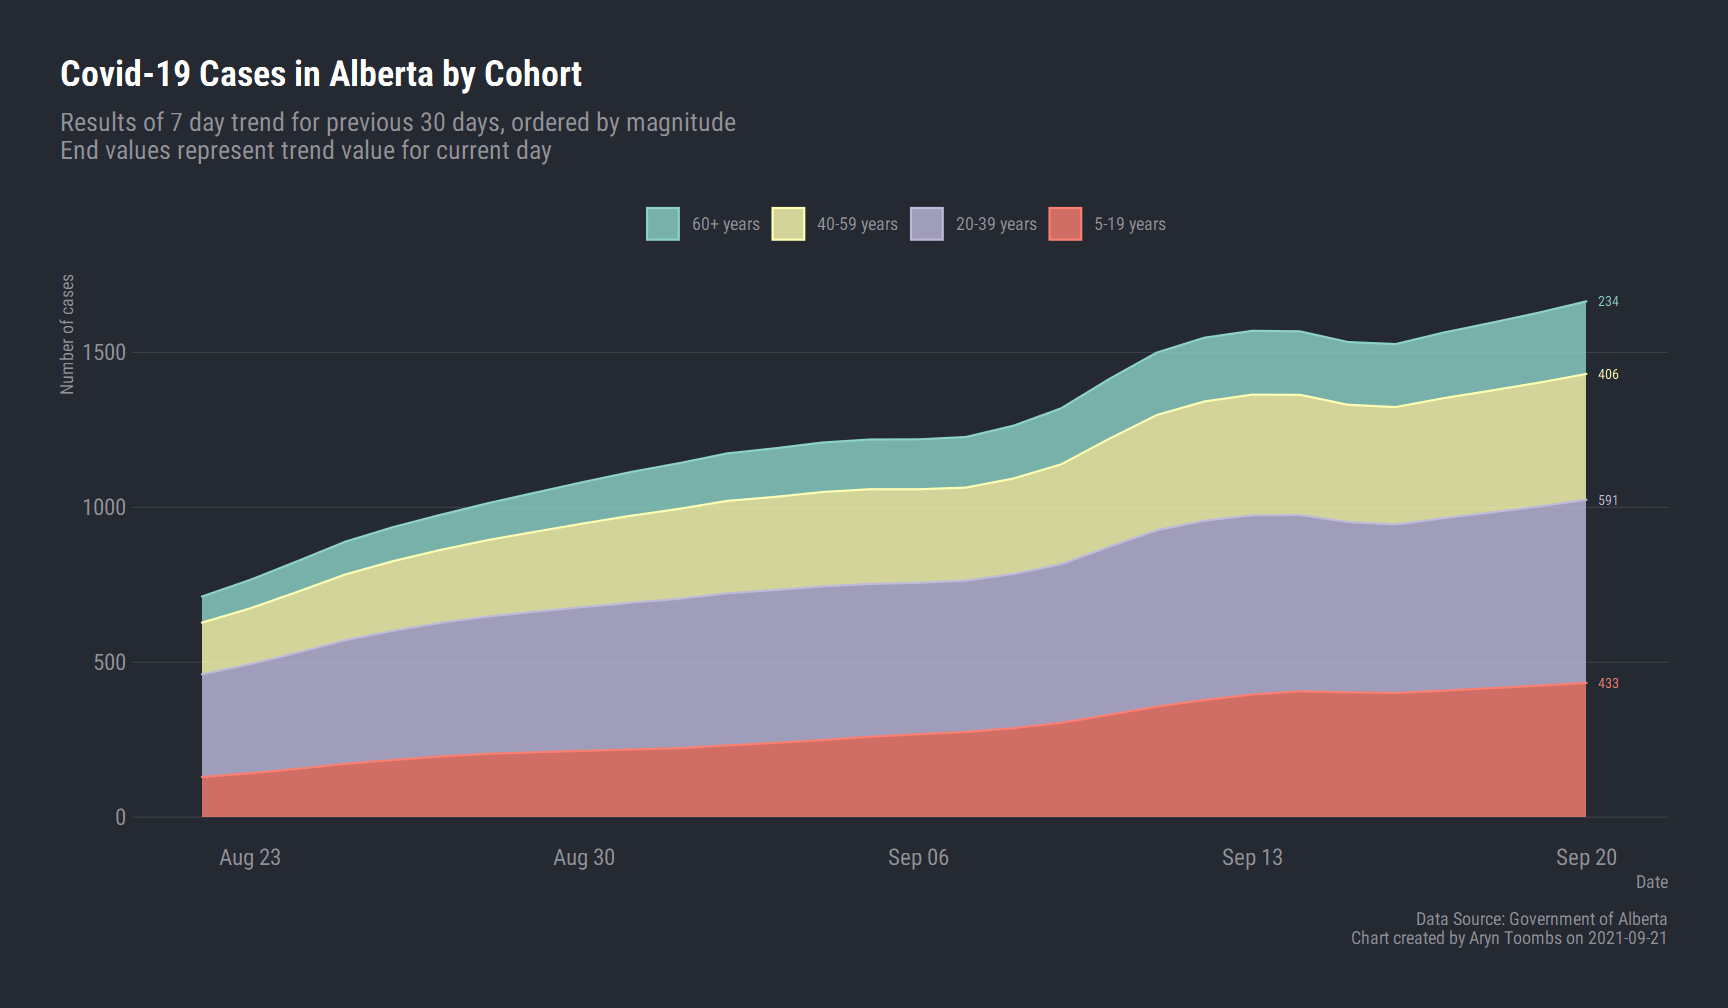 Covid-19 Cases in Alberta by Cohort
Results of 7 day trend for previous 30 days, ordered by magnitude
End values represent trend value for current day
60+ years
40-59 years
20-39 years
5-19 years
Number of cases
1500
1000
500
0
234
406
591
433
Aug 23
Aug 30
Sep 06
Sep 13
Sep 20
Date
Data Source: Government of Alberta
Chart created by Aryn Toombs on 2021-09-21